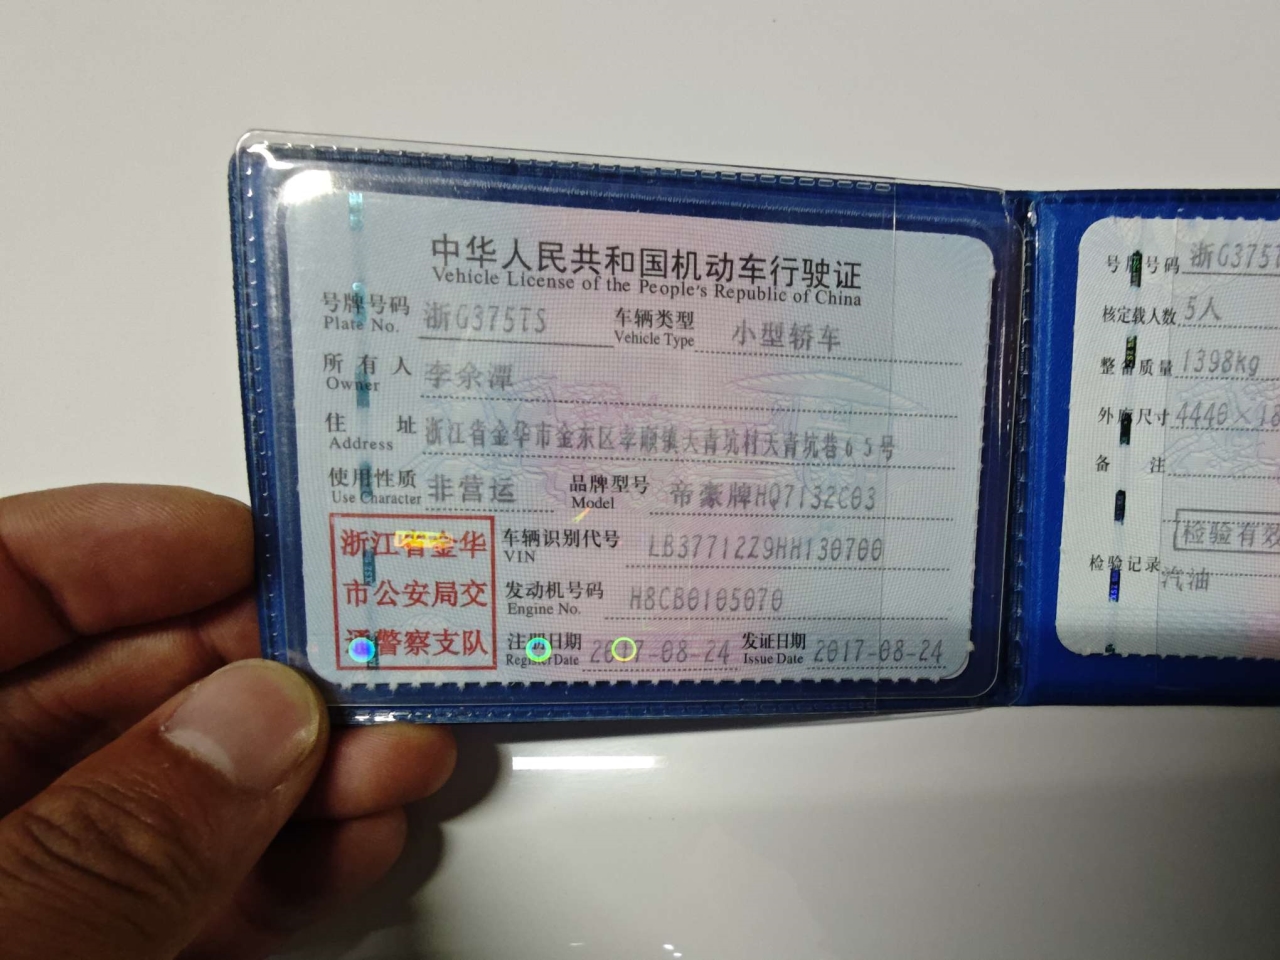 中华人民共和国机动车行驶证
Vehicle License of the People's Republic of China
号牌号码 浙G375TS 车辆类型 小型轿车
Plate No. Vehicle Type
所有人 李余潭
Owner
住址 浙江省金华市金东区孝顺镇大青坑村大青坑巷65号
Address
使用性质 非营运 品牌型号 帝豪牌HQ7132C03
Use Character Model
浙江省金华
市公安局交
通警察支队
车辆识别代号 LB37712Z9HH130700
VIN
发动机号码 H8CB0105070
Engine No.
注册日期 2017-08-24 发证日期 2017-08-24
Register Date Issue Date
号牌号码 浙G375T
核定载人数 5人
整备质量 1398kg
外廓尺寸 4440×18
备注
检验有效
检验记录
汽油